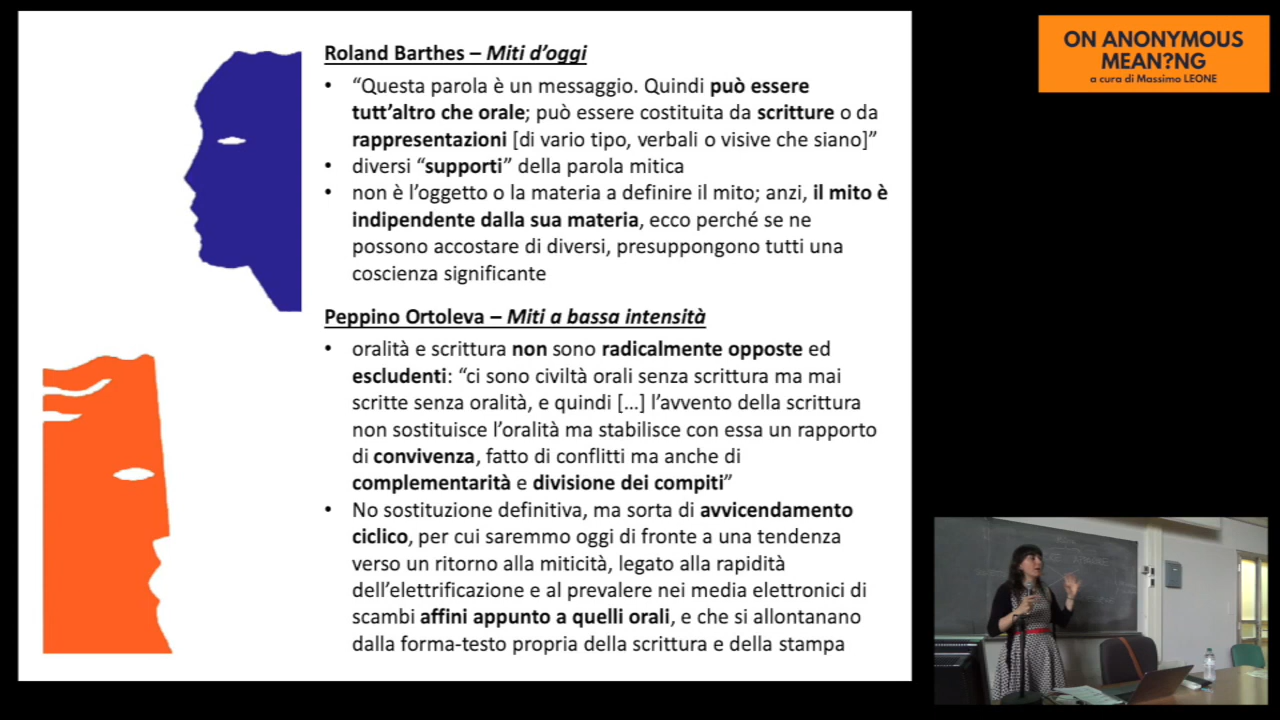 Roland Barthes – Miti d’oggi
• “Questa parola è un messaggio. Quindi può essere
tutt’altro che orale; può essere costituita da scritture o da
rappresentazioni [di vario tipo, verbali o visive che siano]”
• diversi “supporti” della parola mitica
• non è l’oggetto o la materia a definire il mito; anzi, il mito è
indipendente dalla sua materia, ecco perché se ne
possono accostare di diversi, presuppongono tutti una
coscienza significante
Peppino Ortoleva – Miti a bassa intensità
• oralità e scrittura non sono radicalmente opposte ed
escludenti: “ci sono civiltà orali senza scrittura ma mai
scritte senza oralità, e quindi […] l’avvento della scrittura
non sostituisce l’oralità ma stabilisce con essa un rapporto
di convivenza, fatto di conflitti ma anche di
complementarità e divisione dei compiti”
• No sostituzione definitiva, ma sorta di avvicendamento
ciclico, per cui saremmo oggi di fronte a una tendenza
verso un ritorno alla miticità, legato alla rapidità
dell’elettrificazione e al prevalere nei media elettronici di
scambi affini appunto a quelli orali, e che si allontanano
dalla forma-testo propria della scrittura e della stampa
ON ANONYMOUS
MEAN?NG
a cura di Massimo LEONE